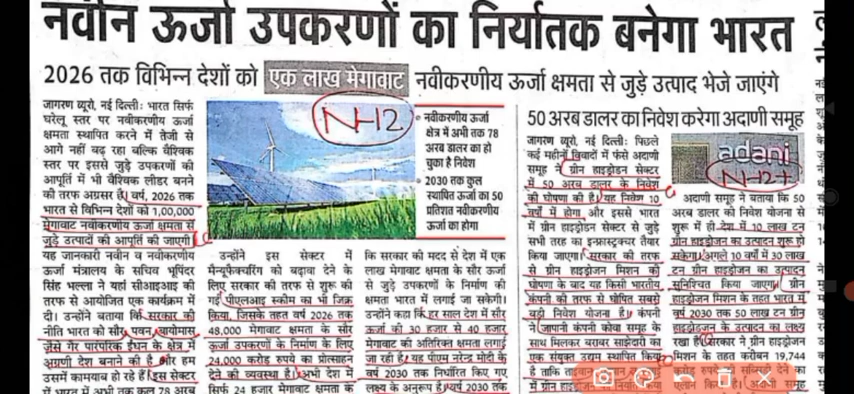 नवीन ऊर्जा उपकरणों का निर्यातक बनेगा भारत
2026 तक विभिन्न देशों को एक लाख मेगावाट नवीकरणीय ऊर्जा क्षमता से जुड़े उत्पाद भेजे जाएंगे
जागरण ब्यूरो, नई दिल्ली: भारत सिर्फ
घरेलू स्तर पर नवीकरणीय ऊर्जा
क्षमता स्थापित करने में तेजी से
आगे नहीं बढ़ रहा बल्कि वैश्विक
स्तर पर इससे जुड़े उपकरणों की
आपूर्ति में भी वैश्विक लीडर बनने
की तरफ अग्रसर है। वर्ष, 2026 तक
भारत से विभिन्न देशों को 1,00,000
मेगावाट नवीकरणीय ऊर्जा क्षमता से
जुड़े उत्पादों की आपूर्ति की जाएगी।
यह जानकारी नवीन व नवीकरणीय
ऊर्जा मंत्रालय के सचिव भूपिंदर
सिंह भल्ला ने यहां सीआइआइ की
तरफ से आयोजित एक कार्यक्रम में
दी। उन्होंने बताया कि सरकार की
नीति भारत को सौर, पवन, बायोमास
जैसे गैर पारंपरिक ईंधन के क्षेत्र में
अग्रणी देश बनाने की है और हम
उसमें कामयाब हो रहे हैं। इस सेक्टर
में भारत में अभी तक कुल 78 अरब
N-12
नवीकरणीय ऊर्जा
क्षेत्र में अभी तक 78
अरब डालर का हो
चुका है निवेश
2030 तक कुल
स्थापित ऊर्जा का 50
प्रतिशत नवीकरणीय
ऊर्जा का होगा
उन्होंने इस सेक्टर में
मैन्यूफैक्चरिंग को बढ़ावा देने के
लिए सरकार की तरफ से शुरू की
गई पीएलआइ स्कीम का भी जिक्र
किया, जिसके तहत वर्ष 2026 तक
48,000 मेगावाट क्षमता के सौर
ऊर्जा उपकरणों के निर्माण के लिए
24,000 करोड़ रुपये का प्रोत्साहन
देने की व्यवस्था है। अभी देश में
सिर्फ 24 हजार मेगावाट क्षमता के
कि सरकार की मदद से देश में एक
लाख मेगावाट क्षमता के सौर ऊर्जा
से जुड़े उपकरणों के निर्माण की
क्षमता भारत में लगाई जा सकेगी।
उन्होंने कहा कि हर साल देश में सौर
ऊर्जा की 30 हजार से 40 हजार
मेगावाट की अतिरिक्त क्षमता लगाई
जा रही है। यह पीएम नरेन्द्र मोदी के
वर्ष 2030 तक निर्धारित किए गए
लक्ष्य के अनुरूप है। वर्ष 2030 तक
50 अरब डालर का निवेश करेगा अदाणी समूह
जागरण ब्यूरो, नई दिल्ली: पिछले
कई महीनों विवादों में फंसे अदाणी
समूह ने ग्रीन हाइड्रोजन सेक्टर
में 50 अरब डालर के निवेश
की घोषणा की है। यह निवेश 10
वर्षों में होगा और इससे भारत
में ग्रीन हाइड्रोजन सेक्टर से जुड़े
सभी तरह का इन्फ्रास्ट्रक्चर तैयार
किया जाएगा। सरकार की तरफ
से ग्रीन हाइड्रोजन मिशन की
घोषणा के बाद यह किसी भारतीय
कंपनी की तरफ से घोषित सबसे
बड़ी निवेश योजना है। कंपनी
ने जापानी कंपनी कोवा समूह के
साथ मिलकर बराबर साझेदारी का
एक संयुक्त उद्यम स्थापित किया
है ताकि ताइवान
में ग्रीन
adani
N-12+
अदाणी समूह ने बताया कि 50
अरब डालर की निवेश योजना से
शुरू में ही देश में 10 लाख टन
ग्रीन हाइड्रोजन का उत्पादन शुरू हो
सकेगा। अगले 10 वर्षों में 30 लाख
टन ग्रीन हाइड्रोजन का उत्पादन
सुनिश्चित किया जाएगा। ग्रीन
हाइड्रोजन मिशन के तहत भारत में
वर्ष 2030 तक 50 लाख टन ग्रीन
हाइड्रोजन के उत्पादन का लक्ष्य
रखा है। सरकार ने ग्रीन हाइड्रोजन
मिशन के तहत करीब 19,744
करोड़ रुपये
समूह